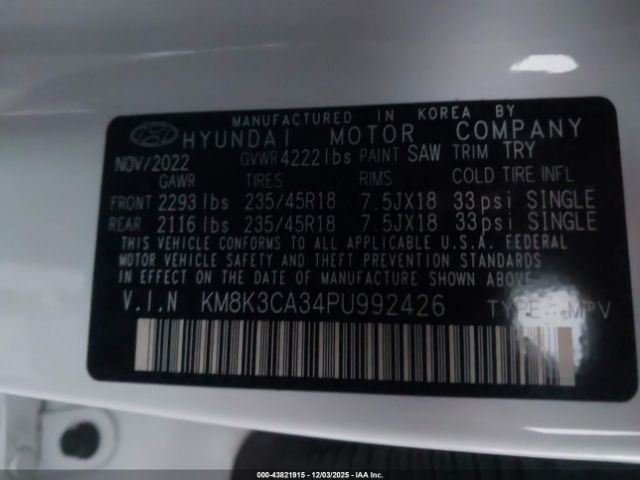 MANUFACTURED IN KOREA BY
HYUNDAI MOTOR COMPANY
NOV/2022 GVWR 4222 lbs PAINT SAW TRIM TRY
GAWR TIRES RIMS COLD TIRE INFL
FRONT 2293 lbs 235/45R18 7.5JX18 33 psi SINGLE
REAR 2116 lbs 235/45R18 7.5JX18 33 psi SINGLE
THIS VEHICLE CONFORMS TO ALL APPLICABLE U.S.A. FEDERAL
MOTOR VEHICLE SAFETY AND THEFT PREVENTION STANDARDS
IN EFFECT ON THE DATE OF MANUFACTURE SHOWN ABOVE.
V.I.N KM8K3CA34PU992426 TYPE: MPV
000-43821915 - 12/03/2025 - IAA Inc.